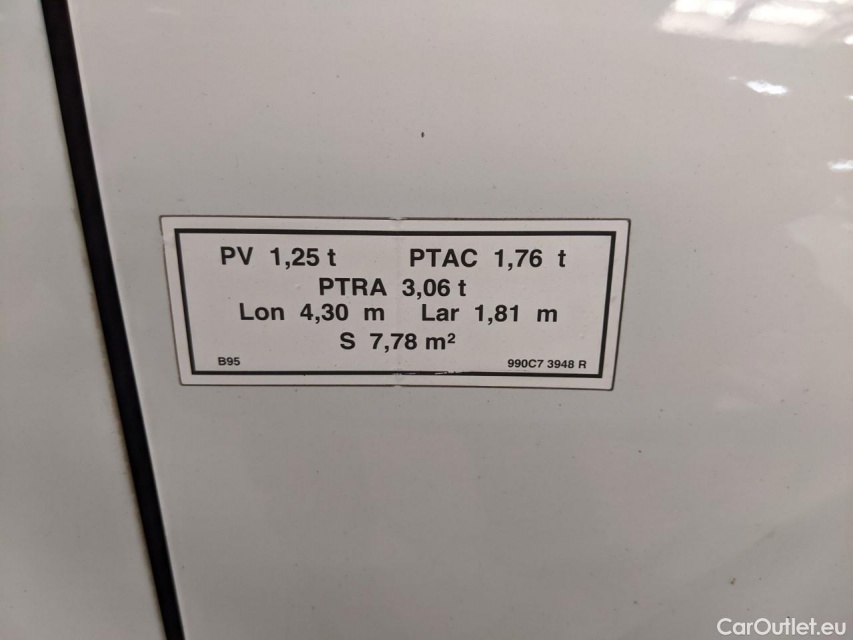 PV 1,25 t PTAC 1,76 t
PTRA 3,06 t
Lon 4,30 m Lar 1,81 m
S 7,78 m²
B95 990C7 3948 R
CarOutlet.eu